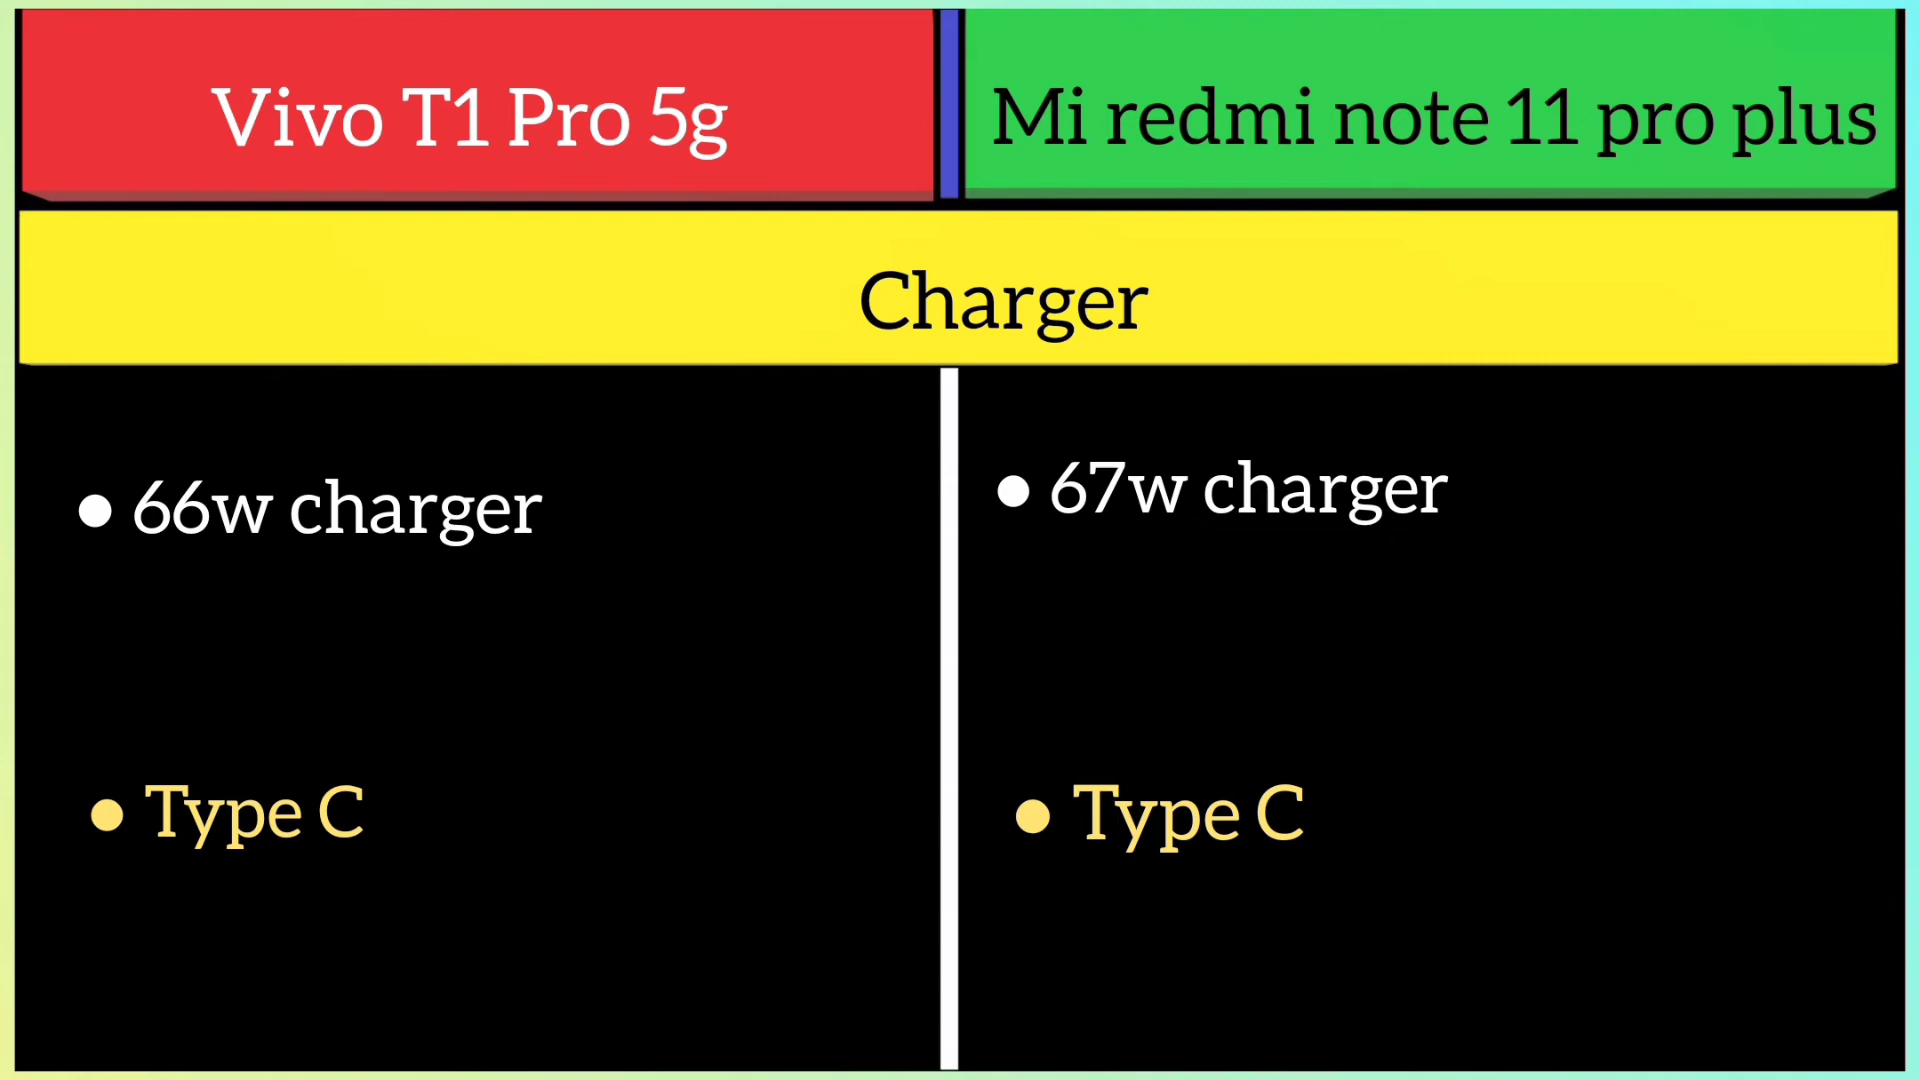 Vivo T1 Pro 5g
Mi redmi note 11 pro plus
Charger
● 66w charger
● 67w charger
● Type C
● Type C